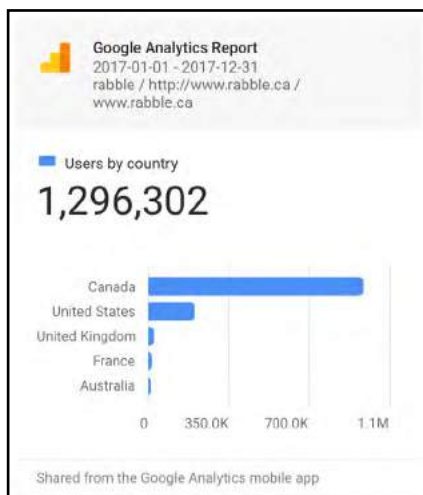 Google Analytics Report
2017-01-01 - 2017-12-31
rabble / http://www.rabble.ca /
www.rabble.ca
Users by country
1,296,302
Canada
United States
United Kingdom
France
Australia
0 350.0K 700.0K 1.1M
Shared from the Google Analytics mobile app